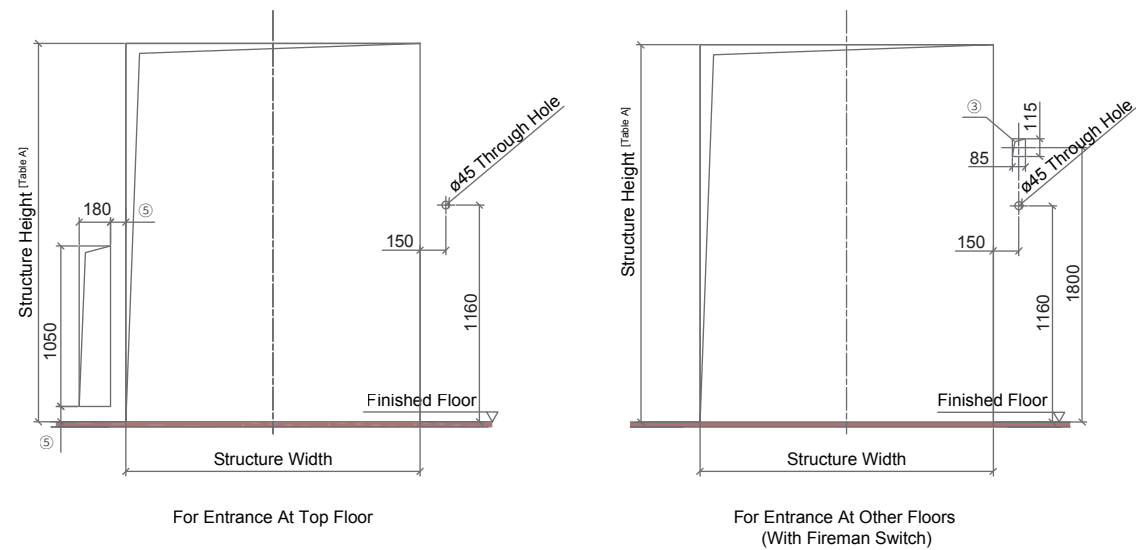 Structure Height [Table A]
180
⑤
1050
⑤
ø45 Through Hole
150
1160
Finished Floor
Structure Width
For Entrance At Top Floor
Structure Height [Table A]
③
115
85
ø45 Through Hole
150
1160
1800
Finished Floor
Structure Width
For Entrance At Other Floors
(With Fireman Switch)